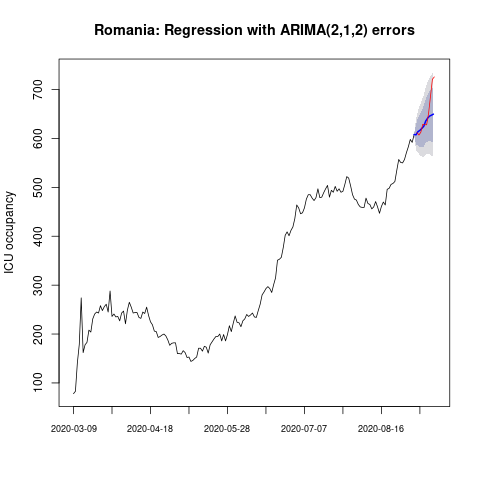 Romania: Regression with ARIMA(2,1,2) errors
ICU occupancy
700
600
500
400
300
200
100
2020-03-09 2020-04-18 2020-05-28 2020-07-07 2020-08-16